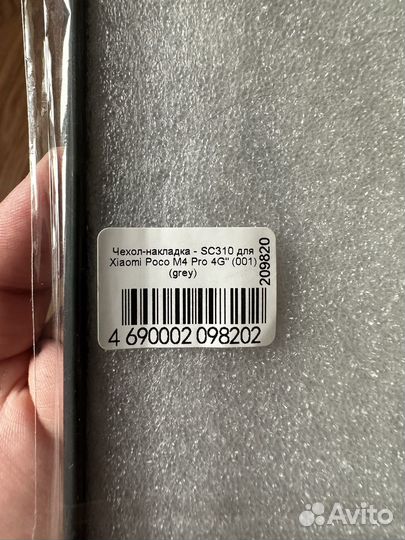 Чехол-накладка - SC310 для
Xiaomi Poco M4 Pro 4G" (001)
(grey)
209820
4 690002 098202
Avito